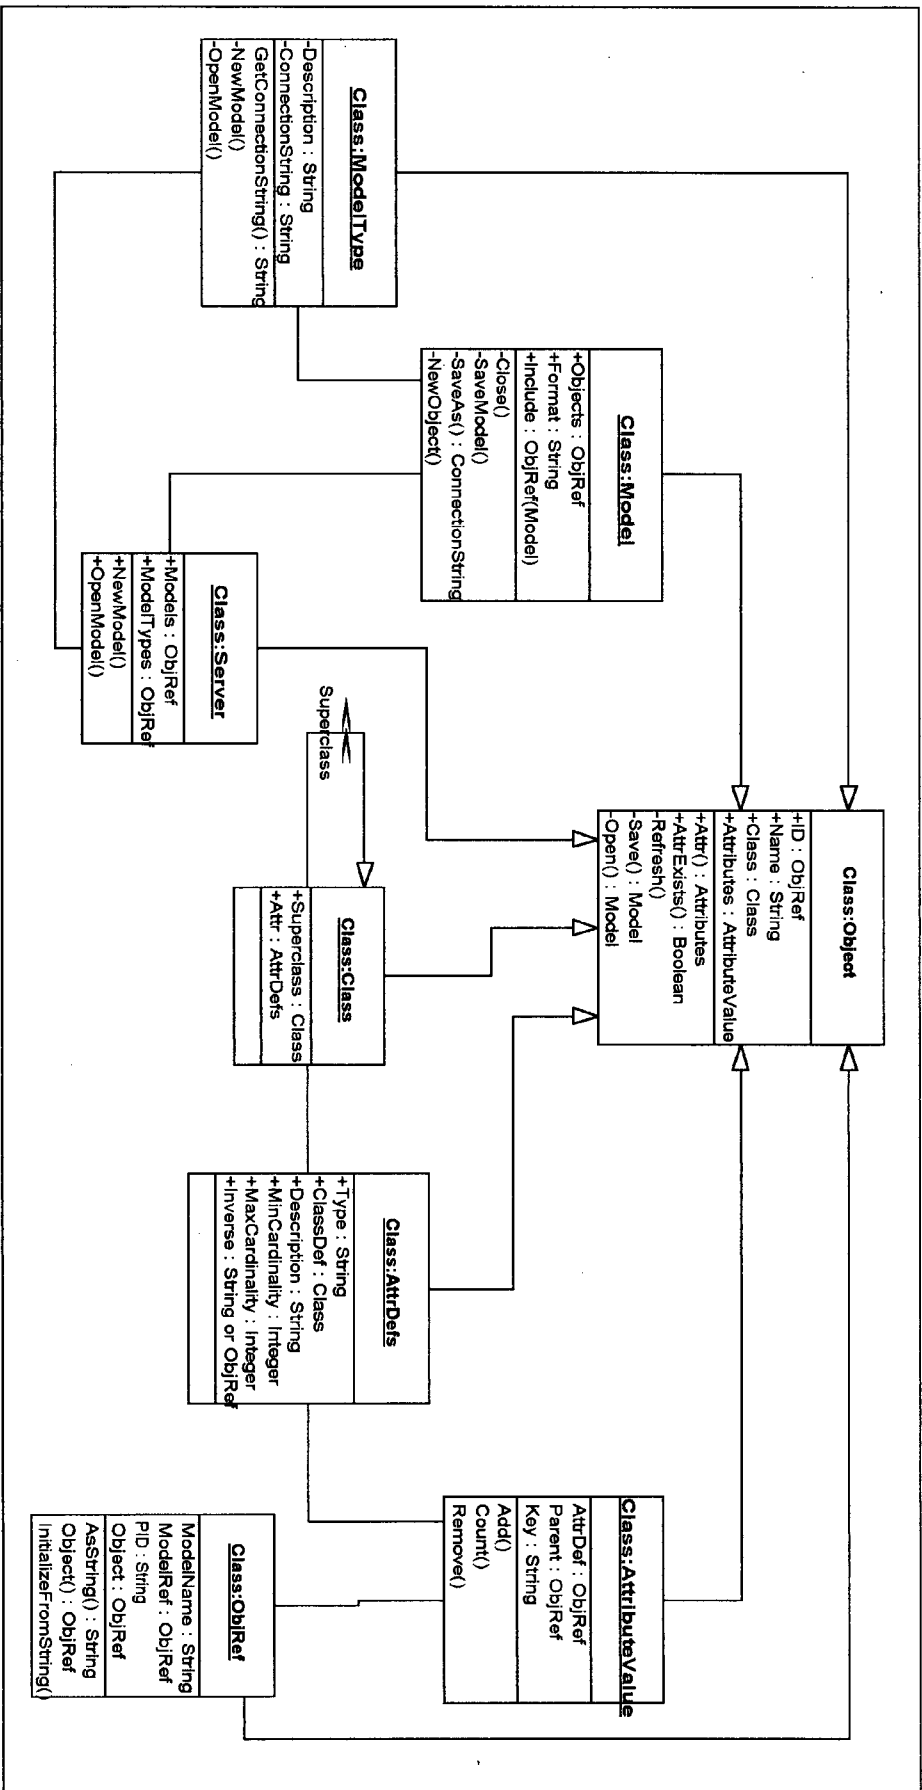 Class:Object
+ID : ObjRef
+Name : String
+Class : Class
+Attributes : AttributeValue
+Attr() : Attributes
+AttrExists() : Boolean
-Refresh()
-Save() : Model
-Open() : Model
Class:ModelType
-Description : String
-ConnectionString : String
GetConnectionString() : String
-NewModel()
-OpenModel()
Class:Model
+Objects : ObjRef
+Format : String
+Include : ObjRef(Model)
-Close()
-SaveModel()
-SaveAs() : ConnectionString
-NewObject()
Class:Server
+Models : ObjRef
+ModelTypes : ObjRef
+NewModel()
+OpenModel()
Superclass
Class:Class
+Superclass : Class
+Attr : AttrDefs
Class:AttrDefs
+Type : String
+ClassDef : Class
+Description : String
+MinCardinality : Integer
+MaxCardinality : Integer
+Inverse : String or ObjRef
Class:AttributeValue
AttrDef : ObjRef
Parent : ObjRef
Key : String
Add()
Count()
Remove()
Class:ObjRef
ModelName : String
ModelRef : ObjRef
PID : String
Object : ObjRef
AsString() : String
Object() : ObjRef
InitializeFromString()